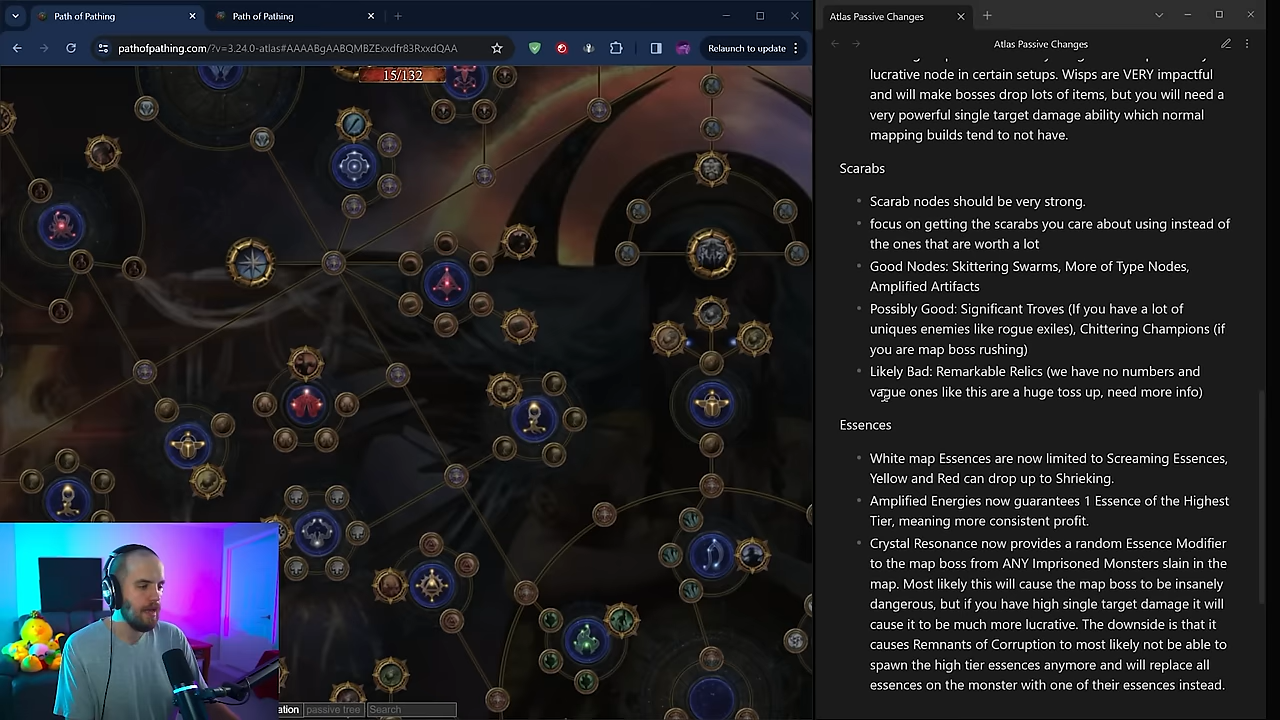 Path of Pathing
Path of Pathing
pathofpathing.com/?v=3.24.0-atlas#AAAABgAABQMBZExxdfr83RxxdQAA
Relaunch to update
15/132
passive tree
Search
Atlas Passive Changes
Atlas Passive Changes
lucrative node in certain setups. Wisps are VERY impactful
and will make bosses drop lots of items, but you will need a
very powerful single target damage ability which normal
mapping builds tend to not have.
Scarabs
Scarab nodes should be very strong.
focus on getting the scarabs you care about using instead of
the ones that are worth a lot
Good Nodes: Skittering Swarms, More of Type Nodes,
Amplified Artifacts
Possibly Good: Significant Troves (If you have a lot of
uniques enemies like rogue exiles), Chittering Champions (if
you are map boss rushing)
Likely Bad: Remarkable Relics (we have no numbers and
vague ones like this are a huge toss up, need more info)
Essences
White map Essences are now limited to Screaming Essences,
Yellow and Red can drop up to Shrieking.
Amplified Energies now guarantees 1 Essence of the Highest
Tier, meaning more consistent profit.
Crystal Resonance now provides a random Essence Modifier
to the map boss from ANY Imprisoned Monsters slain in the
map. Most likely this will cause the map boss to be insanely
dangerous, but if you have high single target damage it will
cause it to be much more lucrative. The downside is that it
causes Remnants of Corruption to most likely not be able to
spawn the high tier essences anymore and will replace all
essences on the monster with one of their essences instead.